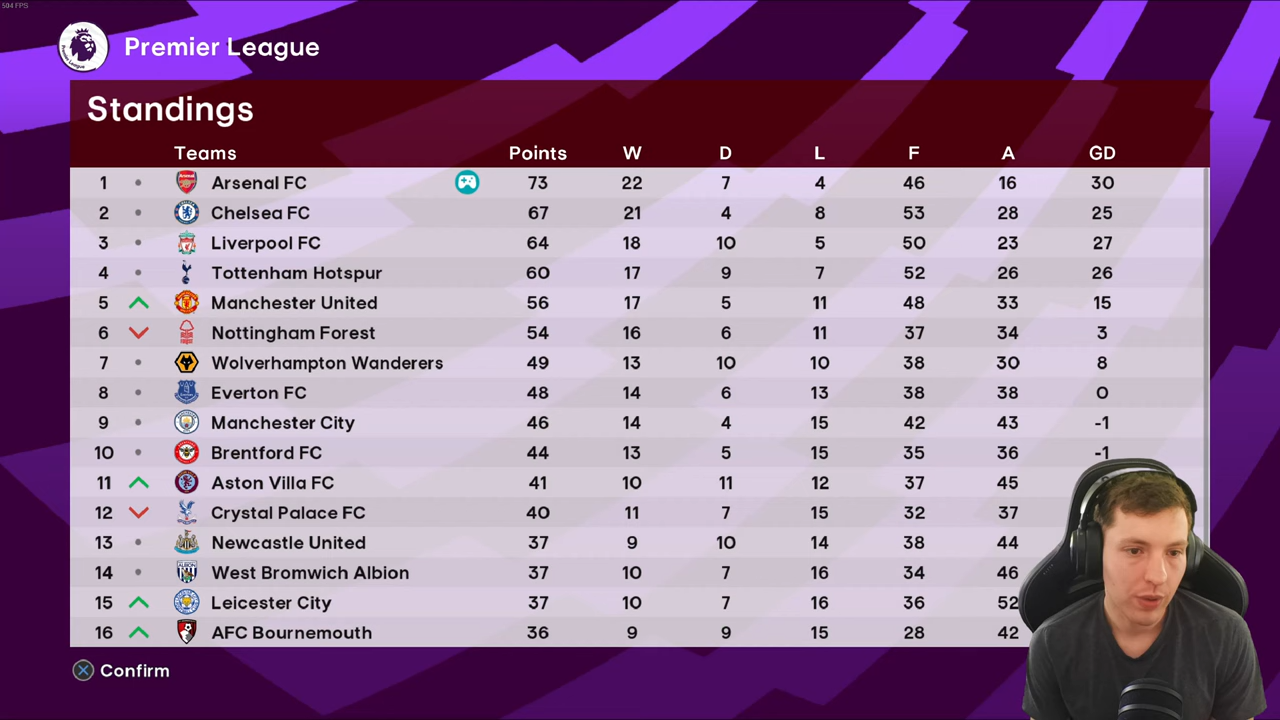 504 FPS
Premier League
Standings
Teams Points W D L F A GD
1 Arsenal FC 73 22 7 4 46 16 30
2 Chelsea FC 67 21 4 8 53 28 25
3 Liverpool FC 64 18 10 5 50 23 27
4 Tottenham Hotspur 60 17 9 7 52 26 26
5 Manchester United 56 17 5 11 48 33 15
6 Nottingham Forest 54 16 6 11 37 34 3
7 Wolverhampton Wanderers 49 13 10 10 38 30 8
8 Everton FC 48 14 6 13 38 38 0
9 Manchester City 46 14 4 15 42 43 -1
10 Brentford FC 44 13 5 15 35 36 -1
11 Aston Villa FC 41 10 11 12 37 45
12 Crystal Palace FC 40 11 7 15 32 37
13 Newcastle United 37 9 10 14 38 44
14 West Bromwich Albion 37 10 7 16 34 46
15 Leicester City 37 10 7 16 36 52
16 AFC Bournemouth 36 9 9 15 28 42
Confirm